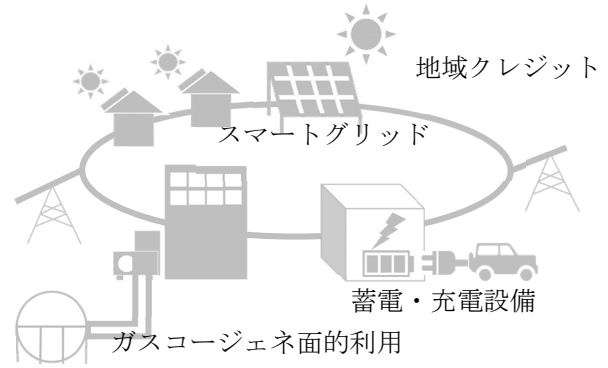 地域クレジット
スマートグリッド
蓄電・充電設備
ガスコージェネ面的利用